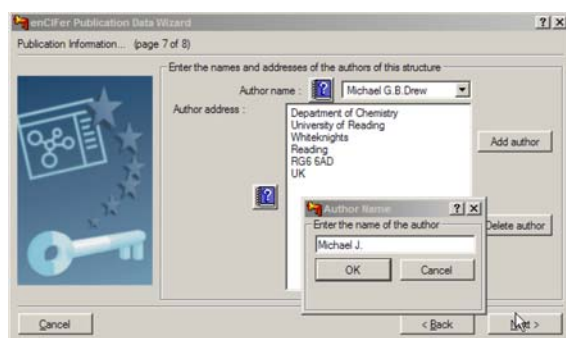 enCIFer Publication Data Wizard
Publication Information... (page 7 of 8)
Enter the names and addresses of the authors of this structure
Author name : Michael G.B.Drew
Author address :
Department of Chemistry
University of Reading
Whiteknights
Reading
RG6 6AD
UK
Add author
Delete author
Author Name
Enter the name of the author
Michael J.
OK Cancel
Cancel < Back Next >